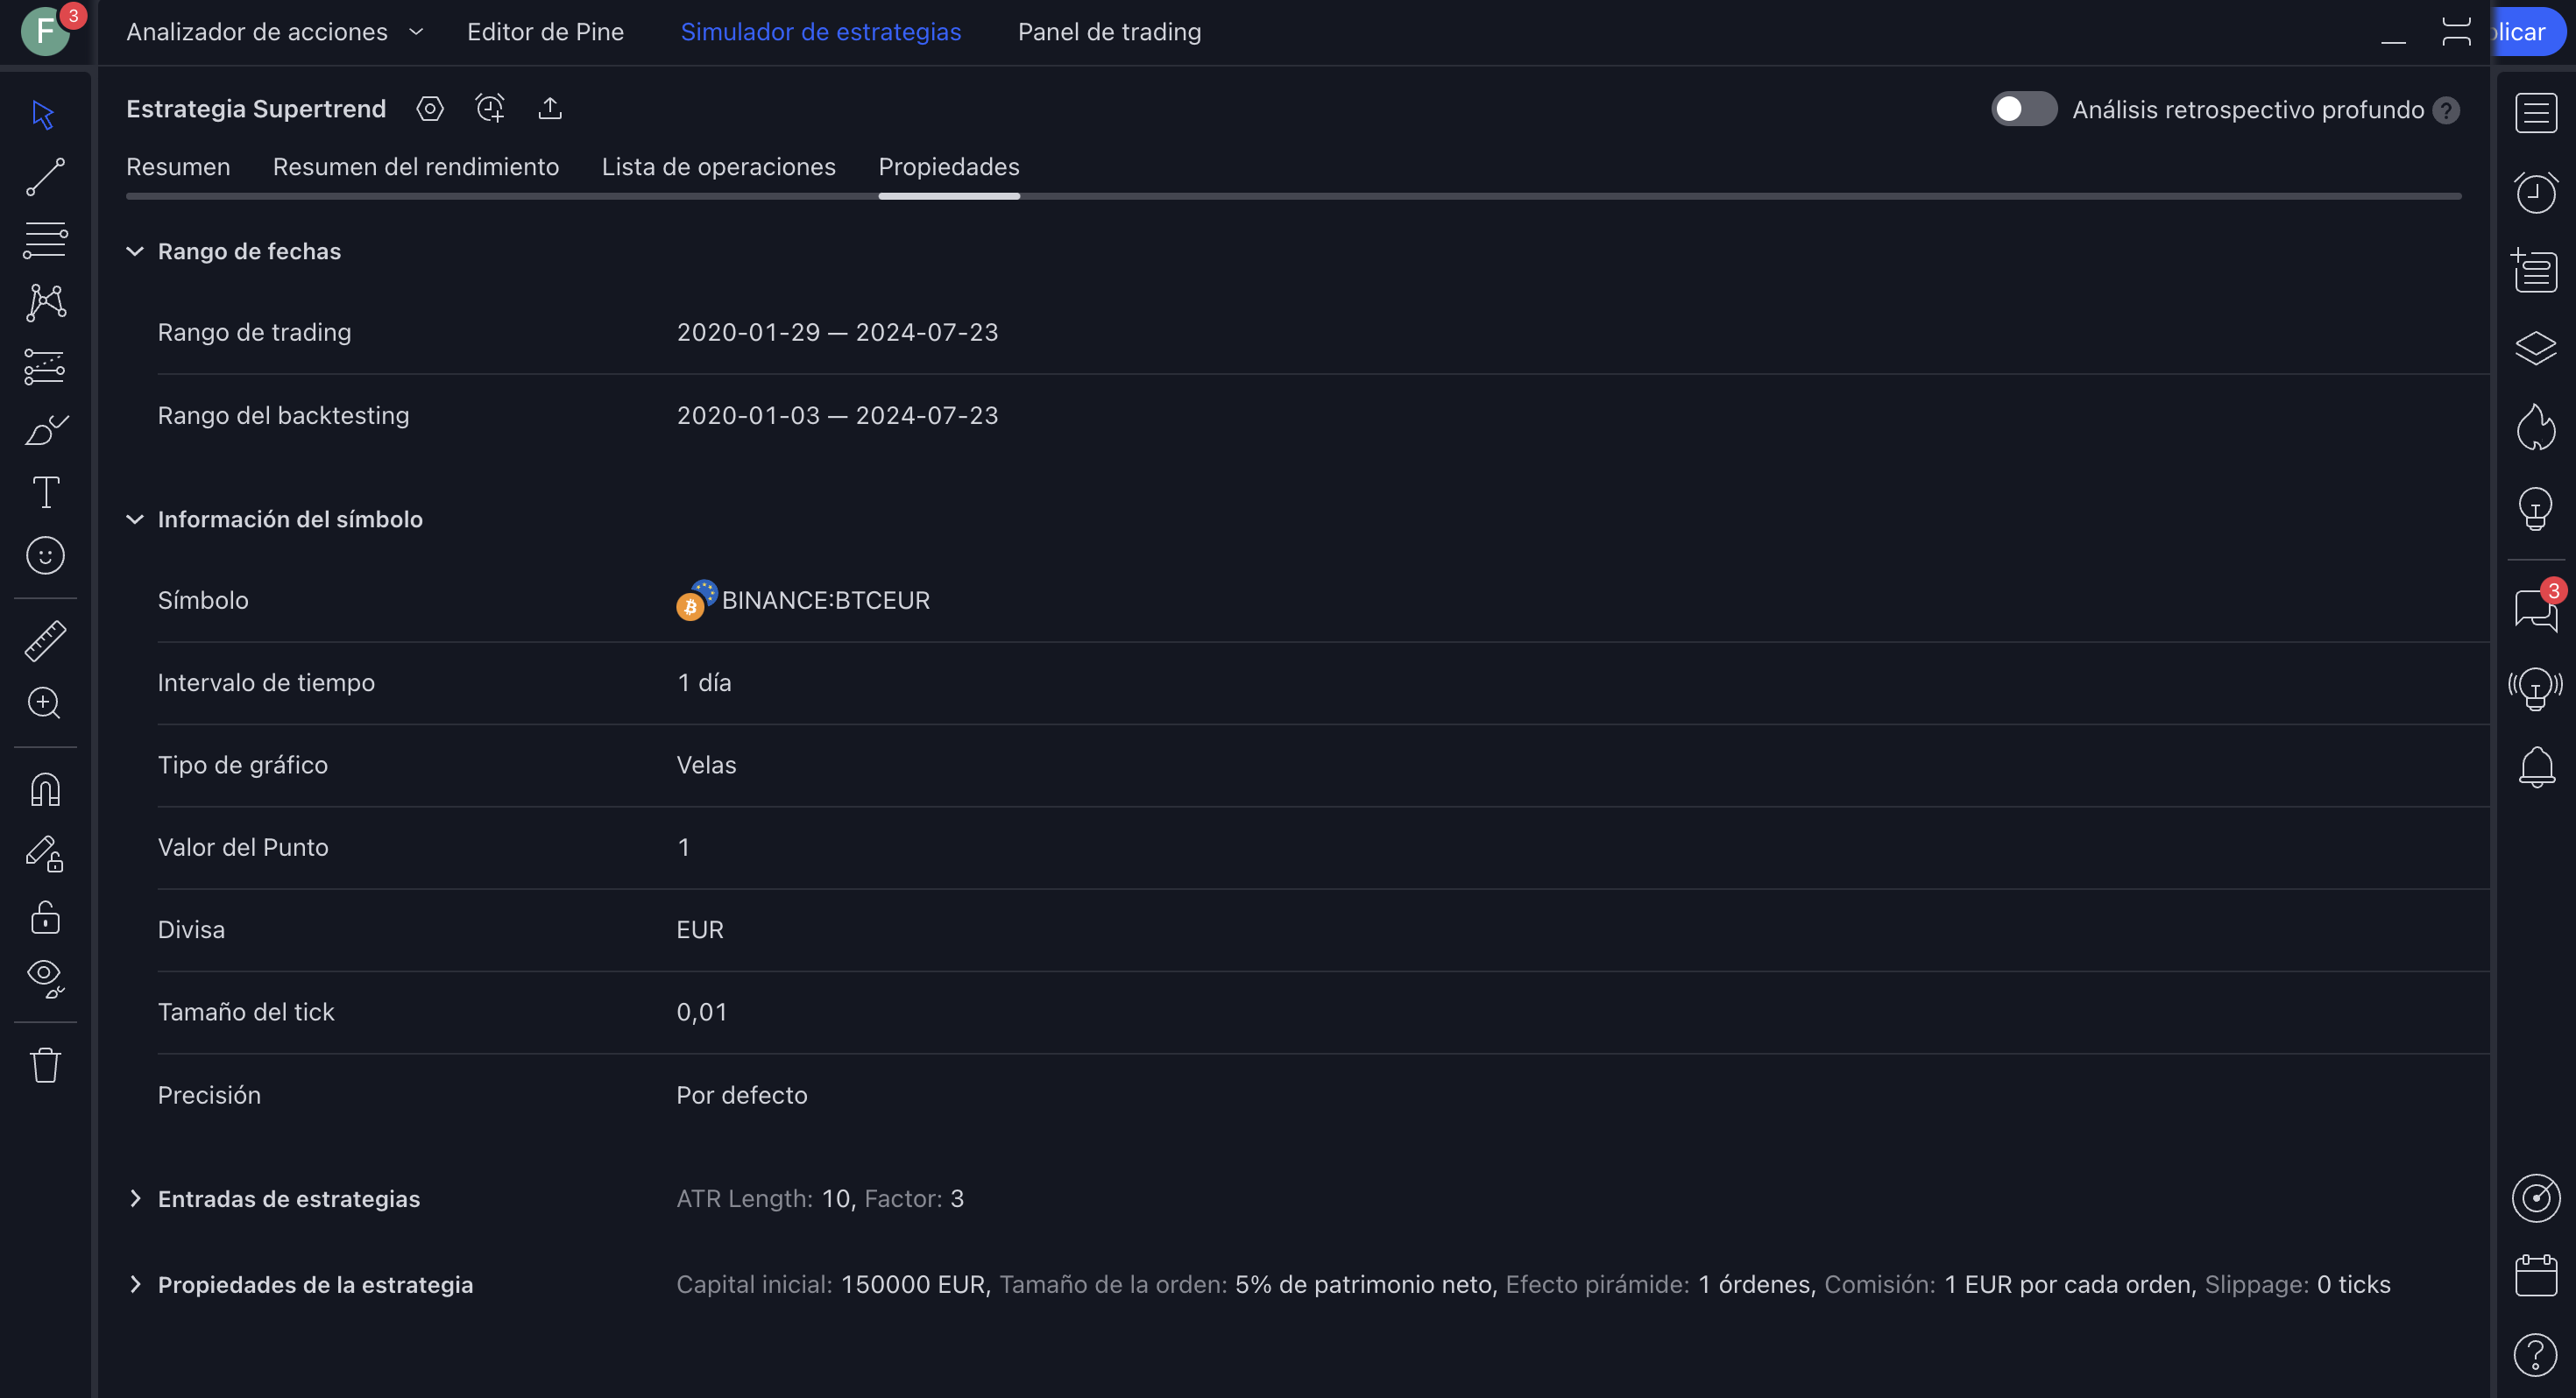 F 3 Analizador de acciones Editor de Pine Simulador de estrategias Panel de trading licar
Estrategia Supertrend Análisis retrospectivo profundo ?
Resumen Resumen del rendimiento Lista de operaciones Propiedades
Rango de fechas
Rango de trading 2020-01-29 — 2024-07-23
Rango del backtesting 2020-01-03 — 2024-07-23
Información del símbolo
Símbolo BINANCE:BTCEUR
3
Intervalo de tiempo 1 día
Tipo de gráfico Velas
Valor del Punto 1
Divisa EUR
Tamaño del tick 0,01
Precisión Por defecto
Entradas de estrategias ATR Length: 10, Factor: 3
Propiedades de la estrategia Capital inicial: 150000 EUR, Tamaño de la orden: 5% de patrimonio neto, Efecto pirámide: 1 órdenes, Comisión: 1 EUR por cada orden, Slippage: 0 ticks